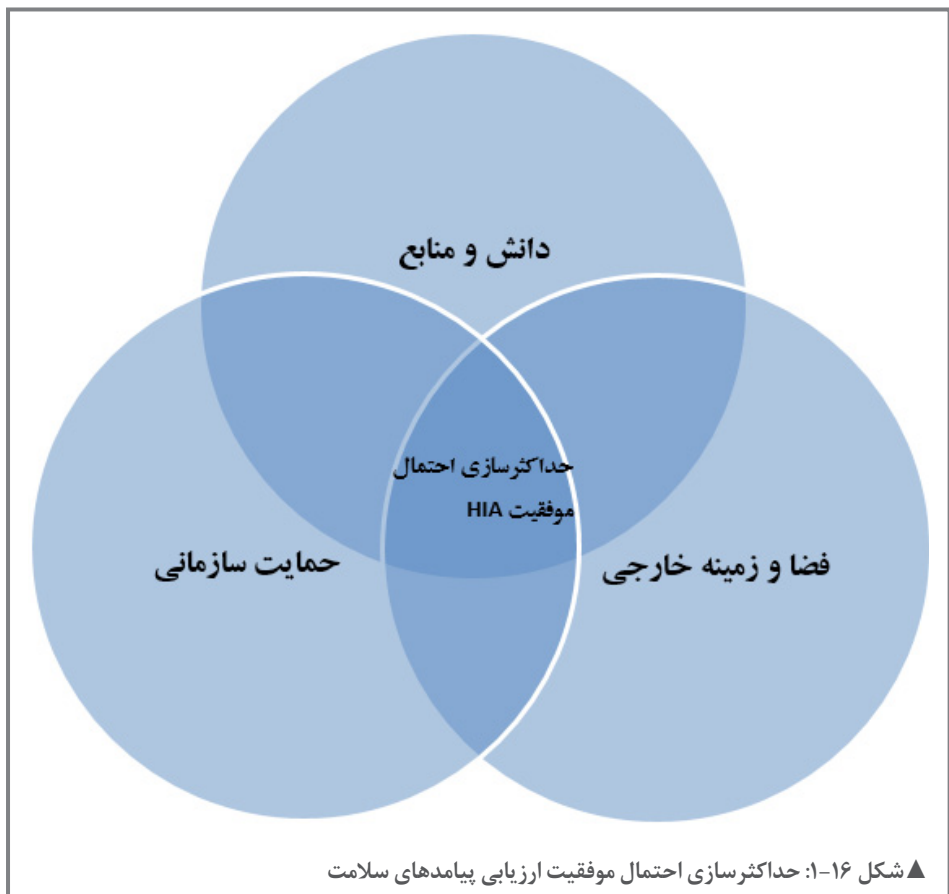 دانش و منابع
حداکثرسازی احتمال
موفقیت HIA
حمایت سازمانی
فضا و زمینه خارجی
▲شکل ۱۶-۱: حداکثرسازی احتمال موفقیت ارزیابی پیامدهای سلامت